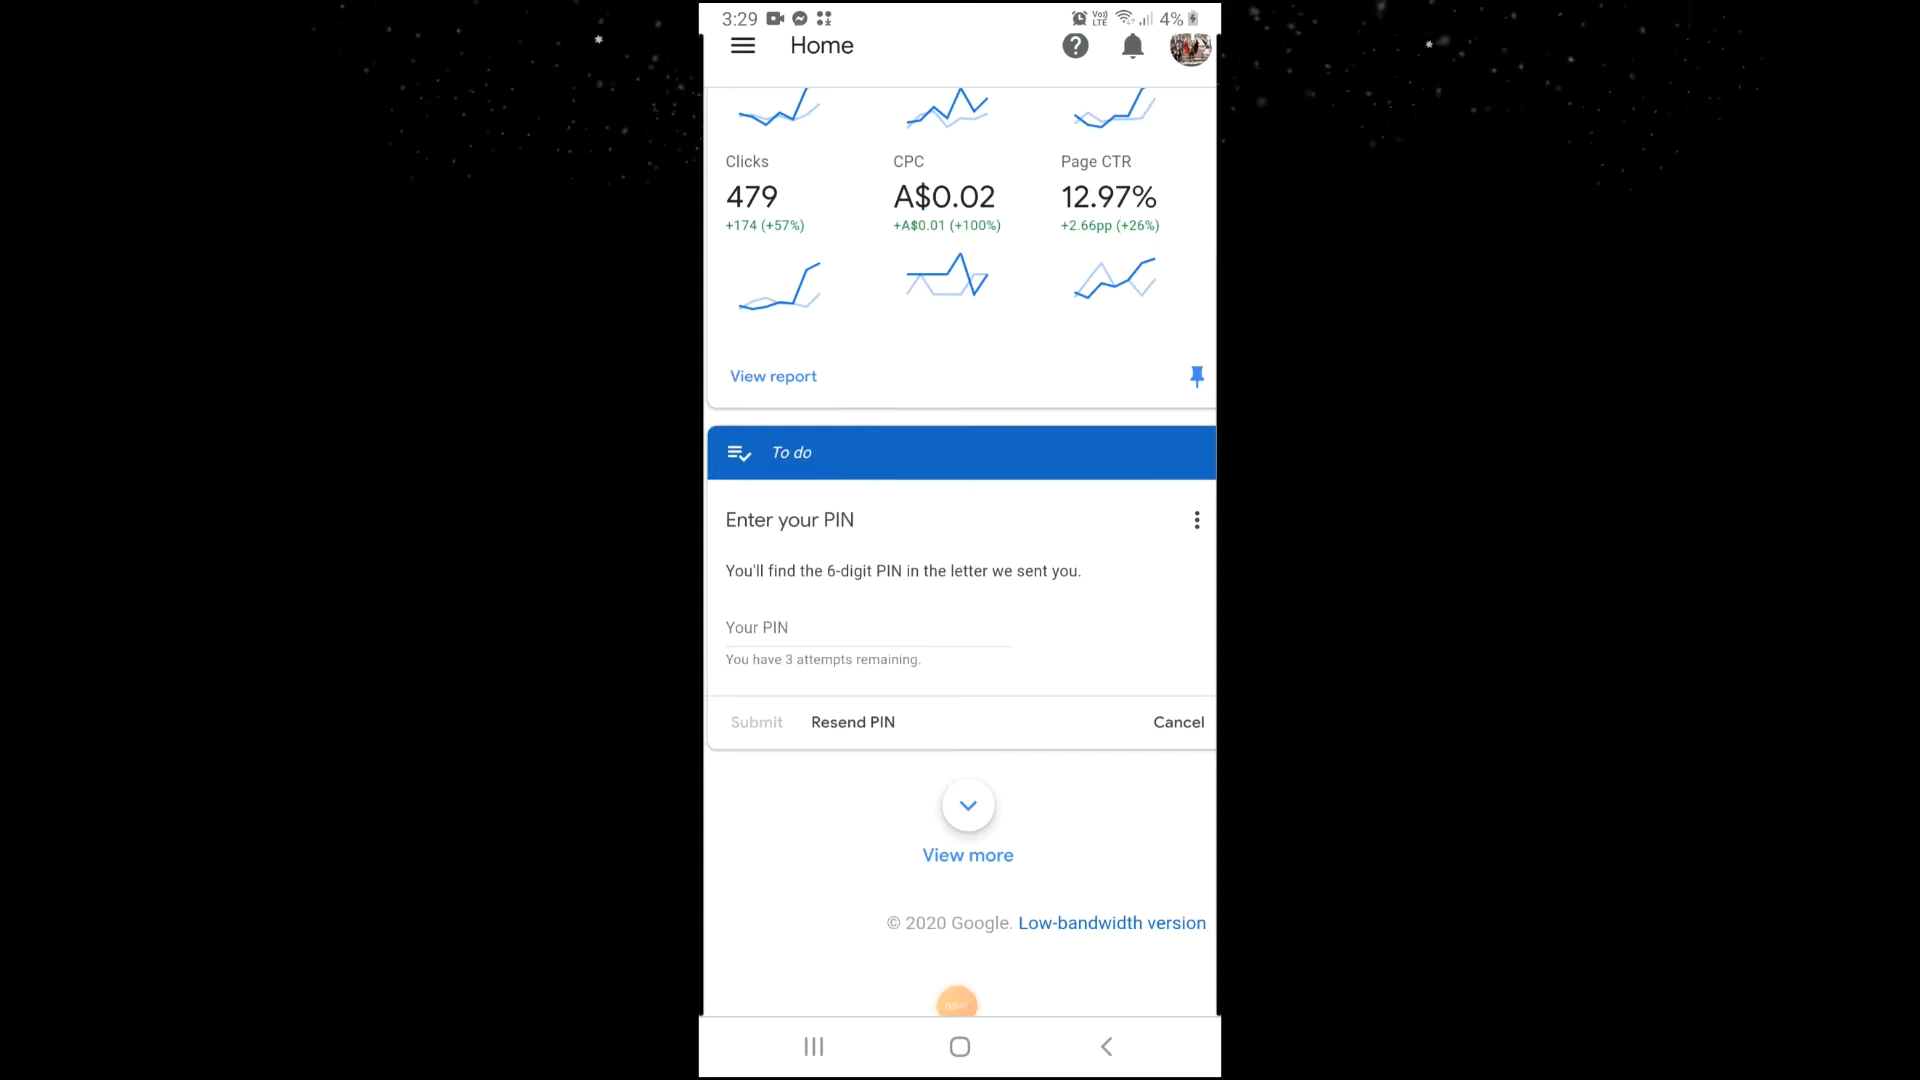 3:29 Vo) LTE 4%
Home
Clicks CPC Page CTR
479 A$0.02 12.97%
+174 (+57%) +A$0.01 (+100%) +2.66pp (+26%)
View report
To do
Enter your PIN
You'll find the 6-digit PIN in the letter we sent you.
Your PIN
You have 3 attempts remaining.
Submit Resend PIN Cancel
View more
© 2020 Google. Low-bandwidth version